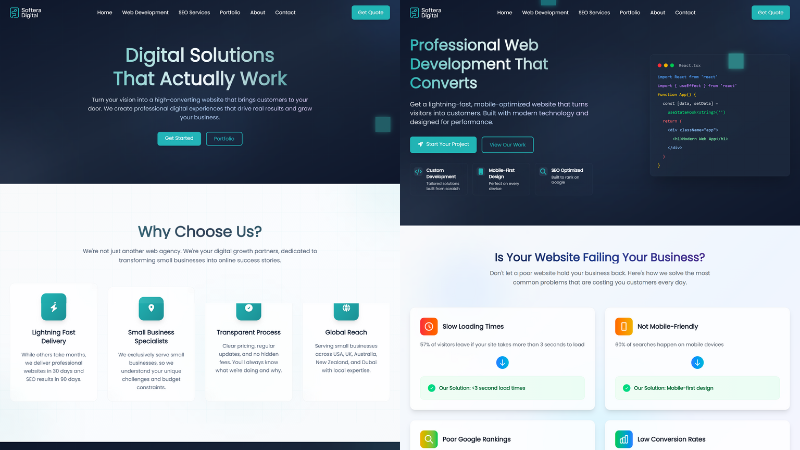 Softera
Digital
Home
Web Development
SEO Services
Portfolio
About
Contact
Get Quote
Digital Solutions
That Actually Work
Turn your vision into a high-converting website that brings customers to your
door. We create professional digital experiences that drive real results and grow
your business.
Get Started
Portfolio
Why Choose Us?
We're not just another web agency. We're your digital growth partners, dedicated to
transforming small businesses into online success stories.
Lightning Fast
Delivery
While others take months,
we deliver professional
websites in 30 days and
SEO results in 90 days.
Small Business
Specialists
We exclusively serve small
businesses, so we
understand your unique
challenges and budget
constraints.
Transparent Process
Clear pricing, regular
updates, and no hidden
fees. You'll always know
what we're doing and why.
Global Reach
Serving small businesses
across USA, UK, Australia,
New Zealand, and Dubai
with local expertise.
Softera
Digital
Home
Web Development
SEO Services
Portfolio
About
Contact
Get Quote
Professional Web
Development That
Converts
Get a lightning-fast, mobile-optimized website that turns
visitors into customers. Built with modern technology and
designed for performance.
Start Your Project
View Our Work
Custom
Development
Tailored solutions
built from scratch
Mobile-First
Design
Perfect on every
device
SEO Optimized
Built to rank on
Google
React.tsx
import React from 'react'
import { useEffect } from 'react'
function App() {
const [data, setData] =
useState<string>('')
return (
<div className="app">
<h1>Modern Web App</h1>
</div>
)
}
Is Your Website Failing Your Business?
Don't let a poor website hold your business back. Here's how we solve the most
common problems that are costing you customers every day.
Slow Loading Times
57% of visitors leave if your site takes more than 3 seconds to load
Our Solution: <3 second load times
Not Mobile-Friendly
60% of searches happen on mobile devices
Our Solution: Mobile-first design
Poor Google Rankings
Low Conversion Rates